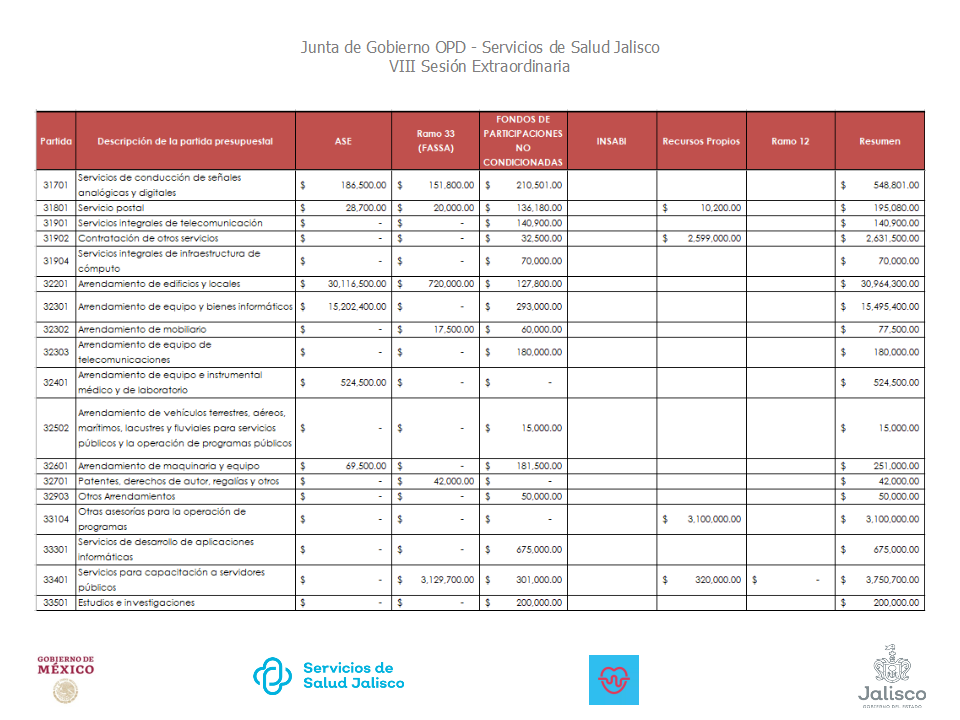 Junta de Gobierno OPD - Servicios de Salud Jalisco
VIII Sesión Extraordinaria
Partida Descripción de la partida presupuestal ASE Ramo 33 (FASSA) FONDOS DE PARTICIPACIONES NO CONDICIONADAS INSABI Recursos Propios Ramo 12 Resumen
31701 Servicios de conducción de señales analógicas y digitales $ 186,500.00 $ 151,800.00 $ 210,501.00 $ 548,801.00
31801 Servicio postal $ 28,700.00 $ 20,000.00 $ 136,180.00 $ 10,200.00 $ 195,080.00
31901 Servicios integrales de telecomunicación $ - $ - $ 140,900.00 $ 140,900.00
31902 Contratación de otros servicios $ - $ - $ 32,500.00 $ 2,599,000.00 $ 2,631,500.00
31904 Servicios integrales de infraestructura de cómputo $ - $ - $ 70,000.00 $ 70,000.00
32201 Arrendamiento de edificios y locales $ 30,116,500.00 $ 720,000.00 $ 127,800.00 $ 30,964,300.00
32301 Arrendamiento de equipo y bienes informáticos $ 15,202,400.00 $ - $ 293,000.00 $ 15,495,400.00
32302 Arrendamiento de mobiliario $ - $ 17,500.00 $ 60,000.00 $ 77,500.00
32303 Arrendamiento de equipo de telecomunicaciones $ - $ - $ 180,000.00 $ 180,000.00
32401 Arrendamiento de equipo e instrumental médico y de laboratorio $ 524,500.00 $ - $ - $ 524,500.00
32502 Arrendamiento de vehículos terrestres, aéreos, marítimos, lacustres y fluviales para servicios públicos y la operación de programas públicos $ - $ - $ 15,000.00 $ 15,000.00
32601 Arrendamiento de maquinaria y equipo $ 69,500.00 $ - $ 181,500.00 $ 251,000.00
32701 Patentes, derechos de autor, regalías y otros $ - $ 42,000.00 $ - $ 42,000.00
32903 Otros Arrendamientos $ - $ - $ 50,000.00 $ 50,000.00
33104 Otras asesorías para la operación de programas $ - $ - $ - $ 3,100,000.00 $ 3,100,000.00
33301 Servicios de desarrollo de aplicaciones informáticas $ - $ - $ 675,000.00 $ 675,000.00
33401 Servicios para capacitación a servidores públicos $ - $ 3,129,700.00 $ 301,000.00 $ 320,000.00 $ - $ 3,750,700.00
33501 Estudios e investigaciones $ - $ - $ 200,000.00 $ 200,000.00
GOBIERNO DE
MÉXICO
Servicios de
Salud Jalisco
Jalisco
GOBIERNO DEL ESTADO